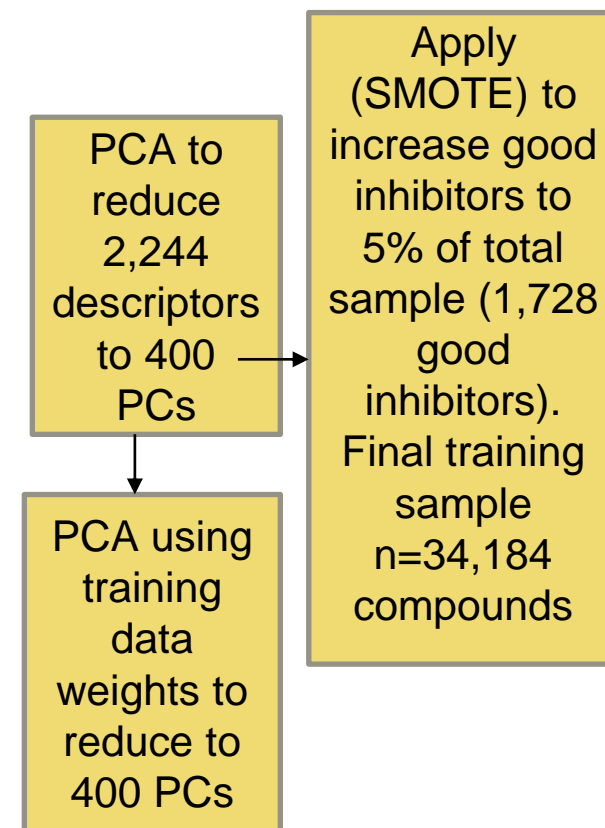 PCA to
reduce
2,244
descriptors
to 400
PCs
Apply
(SMOTE) to
increase good
inhibitors to
5% of total
sample (1,728
good
inhibitors).
Final training
sample
n=34,184
compounds
PCA using
training
data
weights to
reduce to
400 PCs